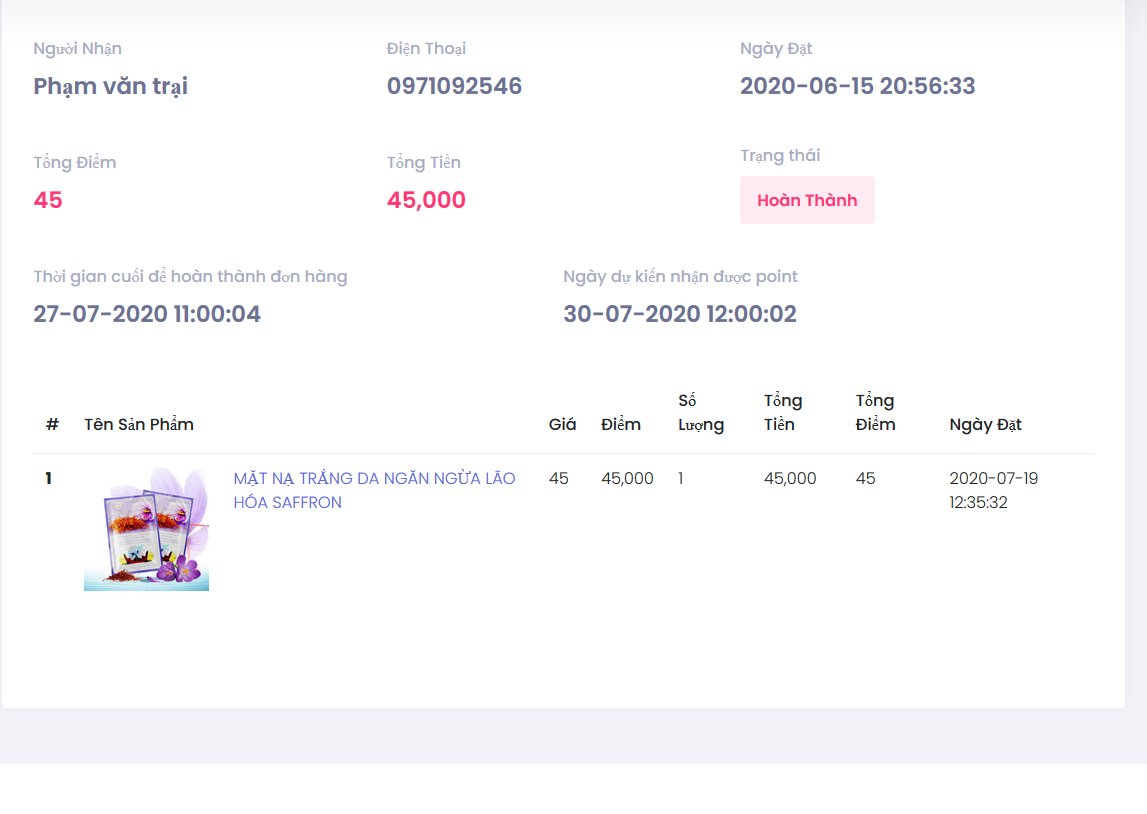 Người Nhận
Điện Thoại
Ngày Đặt
Phạm văn trại
0971092546
2020-06-15 20:56:33
Tổng Điểm
Tổng Tiền
Trạng thái
45
45,000
Hoàn Thành
Thời gian cuối để hoàn thành đơn hàng
Ngày dự kiến nhận được point
27-07-2020 11:00:04
30-07-2020 12:00:02
# Tên Sản Phẩm Giá Điểm Số Lượng Tổng Tiền Tổng Điểm Ngày Đặt
1 MẶT NẠ TRẮNG DA NGĂN NGỪA LÃO 45 45,000 1 45,000 45 2020-07-19
HÓA SAFFRON 12:35:32